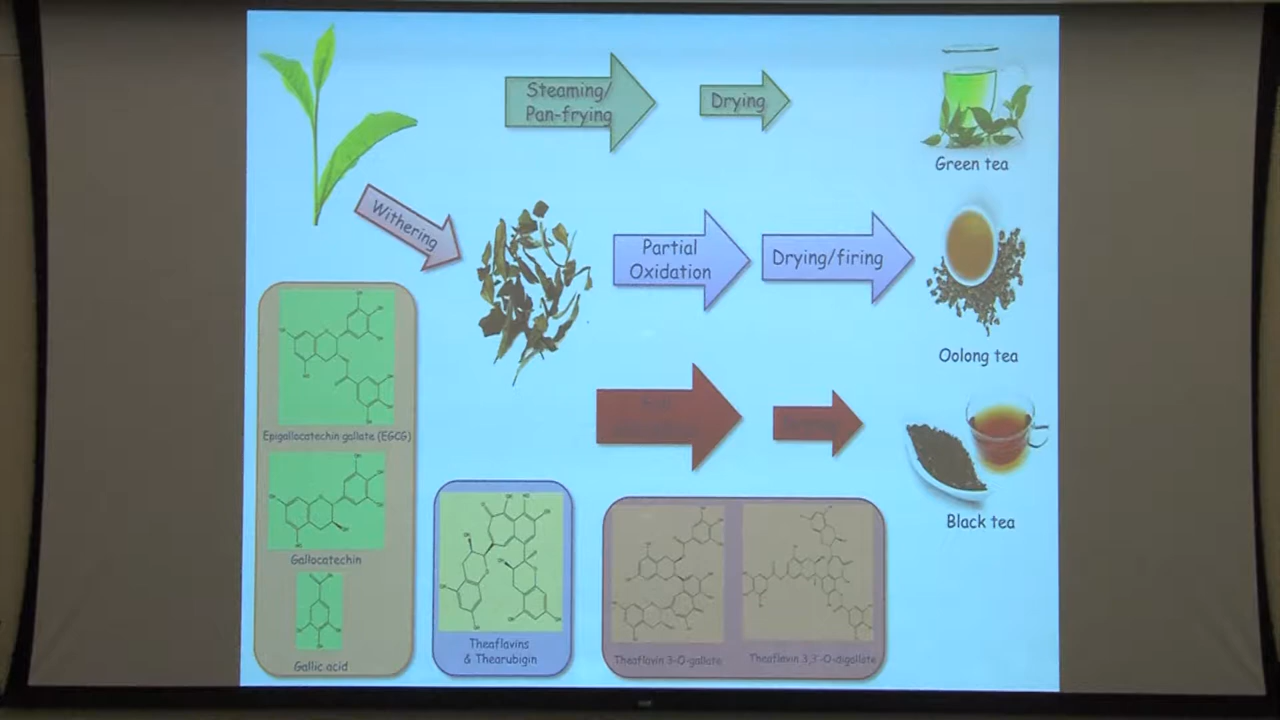 Steaming/
Pan-frying
Drying
Green tea
Withering
Partial
Oxidation
Drying/firing
Oolong tea
Black tea
Epigallocatechin gallate (EGCG)
Gallocatechin
Gallic acid
Theaflavins
& Thearubigin
Theaflavin 3-O-gallate
Theaflavin 3,3'-O-digallate